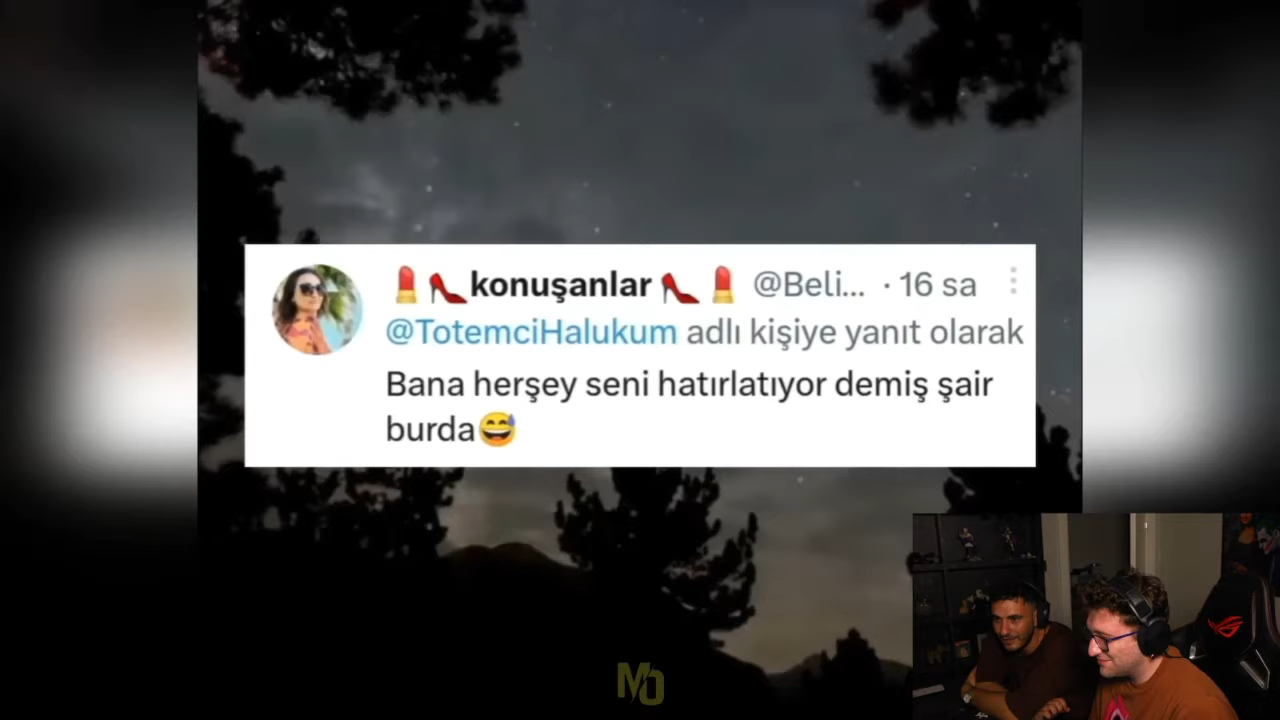 💄👠konuşanlar👠💄 @Beli... · 16 sa
@TotemciHalukum adlı kişiye yanıt olarak
Bana herşey seni hatırlatıyor demiş şair
burda😅
MO